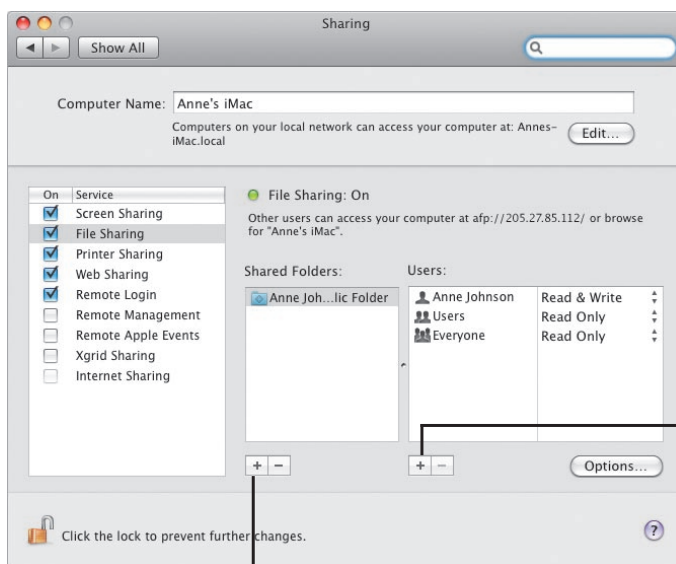 Sharing
Show All
Computer Name: Anne's iMac
Computers on your local network can access your computer at: Annes-
iMac.local
Edit...
On Service
Screen Sharing
File Sharing
Printer Sharing
Web Sharing
Remote Login
Remote Management
Remote Apple Events
Xgrid Sharing
Internet Sharing
File Sharing: On
Other users can access your computer at afp://205.27.85.112/ or browse
for "Anne's iMac".
Shared Folders:
Anne Joh...lic Folder
Users:
Anne Johnson Read & Write
Users Read Only
Everyone Read Only
+ −
+ −
Options...
Click the lock to prevent further changes.
?